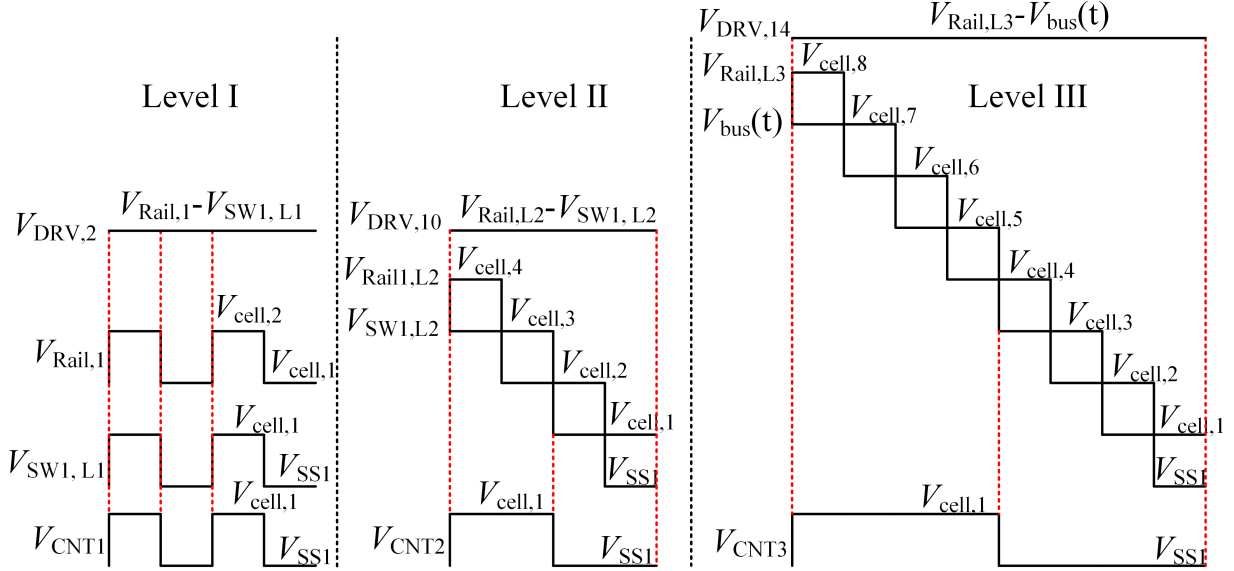 Level I
V_Rail,1-V_SW1, L1
V_DRV,2
V_cell,2
V_Rail,1
V_cell,1
V_cell,1
V_SW1, L1
V_SS1
V_cell,1
V_CNT1
V_SS1
Level II
V_Rail,L2-V_SW1, L2
V_DRV,10
V_cell,4
V_Rail1,L2
V_SW1,L2
V_cell,3
V_cell,2
V_cell,1
V_SS1
V_cell,1
V_CNT2
V_SS1
V_Rail,L3-V_bus(t)
V_DRV,14
V_cell,8
V_Rail,L3
Level III
V_cell,7
V_bus(t)
V_cell,6
V_cell,5
V_cell,4
V_cell,3
V_cell,2
V_cell,1
V_SS1
V_cell,1
V_CNT3
V_SS1